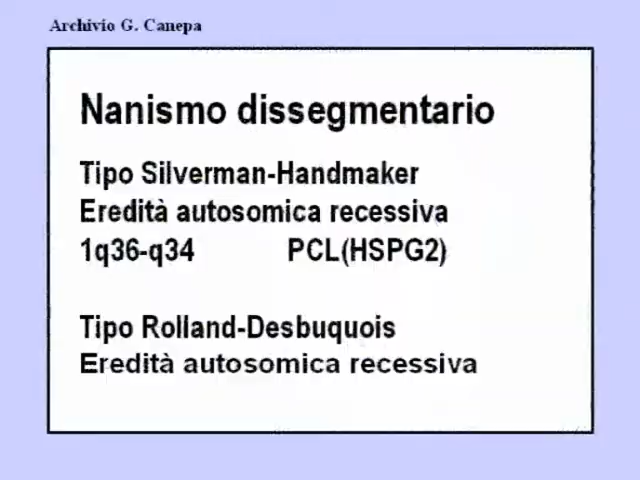 Archivio G. Canepa
Nanismo dissegmentario
Tipo Silverman-Handmaker
Eredità autosomica recessiva
1q36-q34 PCL(HSPG2)
Tipo Rolland-Desbuquois
Eredità autosomica recessiva